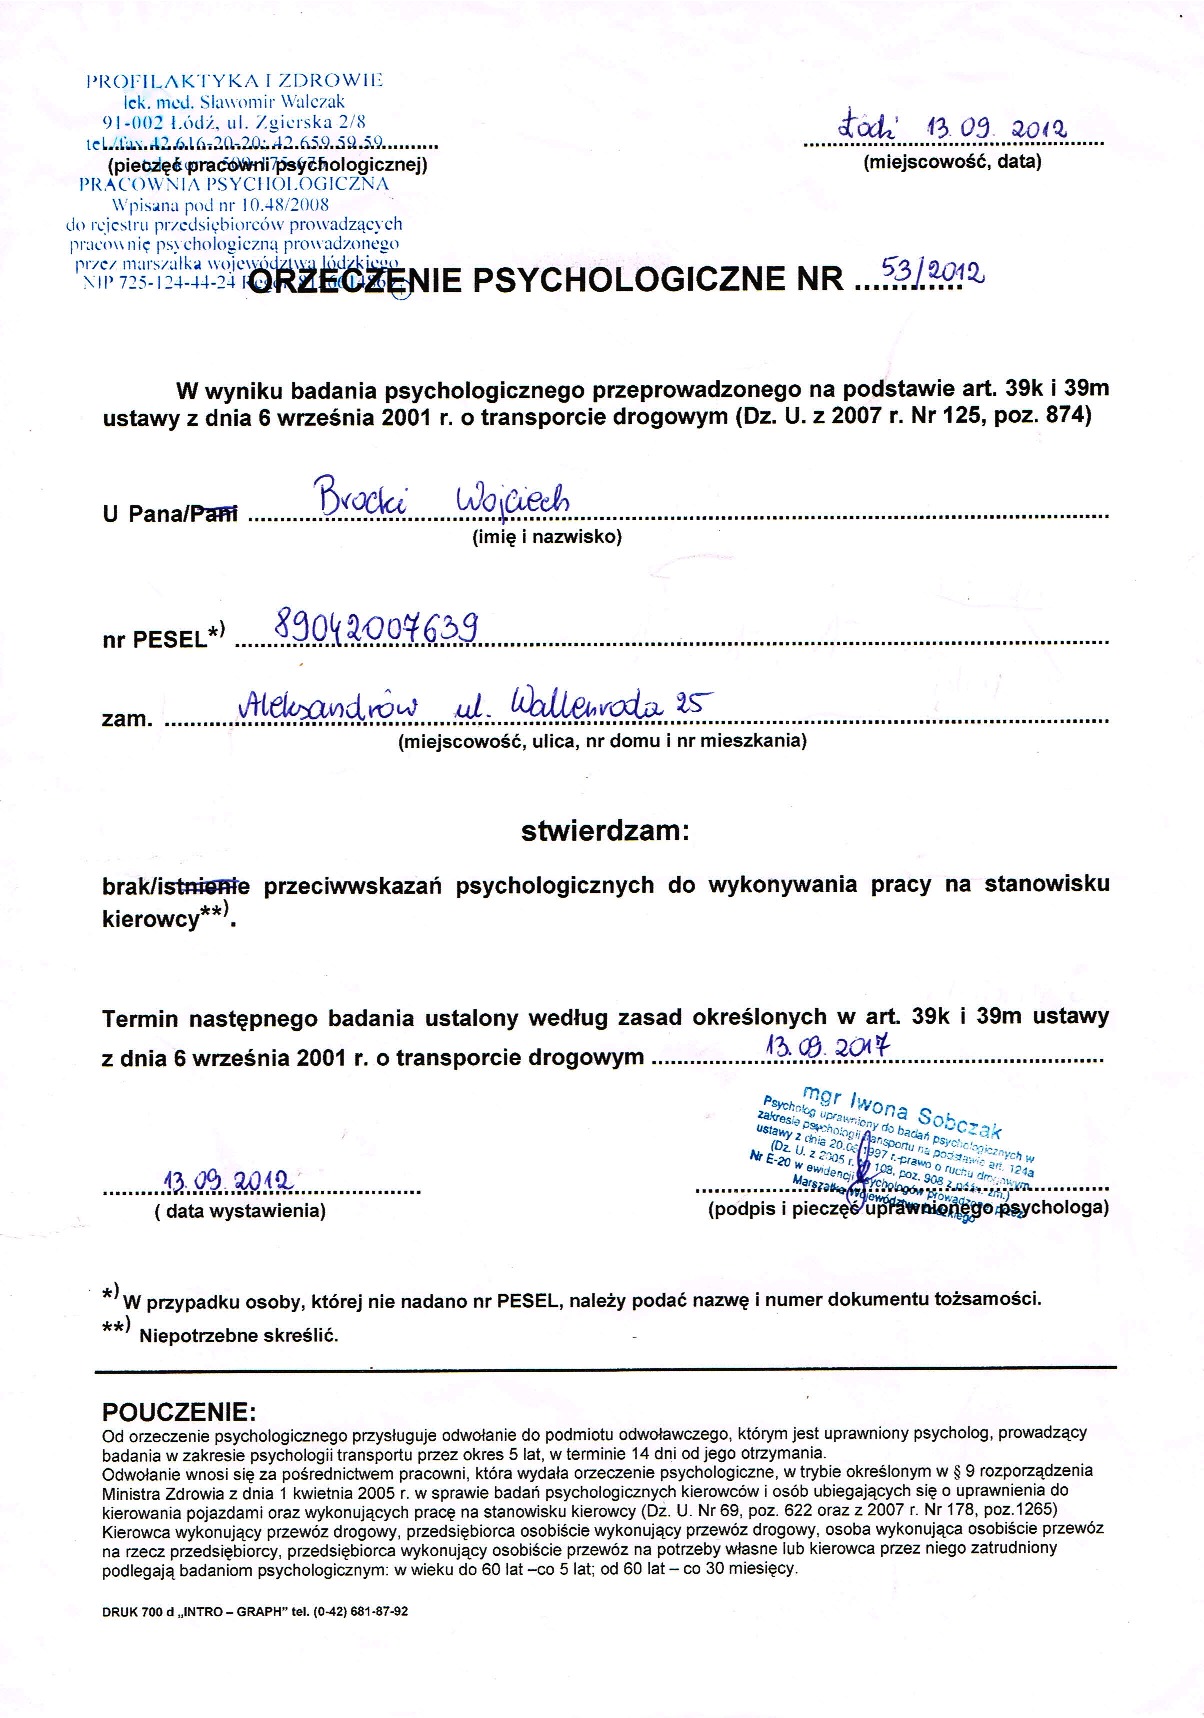 PROFILAKTYKA I ZDROWIE
lek. med. Sławomir Walczak
91-002 Łódź, ul. Zgierska 2/8
tel./fax 42 616-20-20; 42 659 59 59
(pieczęć pracowni psychologicznej)
PRACOWNIA PSYCHOLOGICZNA
Wpisana pod nr 10.48/2008
do rejestru przedsiębiorców prowadzących
pracownię psychologiczną prowadzonego
przez marszałka województwa łódzkiego
NIP 725-124-44-24
Łódź 13.09.2012
(miejscowość, data)
ORZECZENIE PSYCHOLOGICZNE NR 53/2012
W wyniku badania psychologicznego przeprowadzonego na podstawie art. 39k i 39m
ustawy z dnia 6 września 2001 r. o transporcie drogowym (Dz. U. z 2007 r. Nr 125, poz. 874)
U Pana/Pani Brocki Wojciech
(imię i nazwisko)
nr PESEL*) 89042007639
zam. Aleksandrów ul. Wallenroda 25
(miejscowość, ulica, nr domu i nr mieszkania)
stwierdzam:
brak/istnienie przeciwwskazań psychologicznych do wykonywania pracy na stanowisku
kierowcy**).
Termin następnego badania ustalony według zasad określonych w art. 39k i 39m ustawy
z dnia 6 września 2001 r. o transporcie drogowym 13.09.2017
mgr Iwona Sobczak
Psycholog uprawniony do badań psychologicznych w
zakresie psychologii transportu na podstawie art. 124a
ustawy z dnia 20.06.1997 r.-prawo o ruchu drogowym
(Dz. U. z 2005 r. 108, poz. 908 z późn. zm.)
Nr E-20 w ewidencji psychologów prowadzonej przez
Marszałka Województwa Łódzkiego
13.09.2012
( data wystawienia)
(podpis i pieczęć uprawnionego psychologa)
*) W przypadku osoby, której nie nadano nr PESEL, należy podać nazwę i numer dokumentu tożsamości.
**) Niepotrzebne skreślić.
POUCZENIE:
Od orzeczenie psychologicznego przysługuje odwołanie do podmiotu odwoławczego, którym jest uprawniony psycholog, prowadzący
badania w zakresie psychologii transportu przez okres 5 lat, w terminie 14 dni od jego otrzymania.
Odwołanie wnosi się za pośrednictwem pracowni, która wydała orzeczenie psychologiczne, w trybie określonym w § 9 rozporządzenia
Ministra Zdrowia z dnia 1 kwietnia 2005 r. w sprawie badań psychologicznych kierowców i osób ubiegających się o uprawnienia do
kierowania pojazdami oraz wykonujących pracę na stanowisku kierowcy (Dz. U. Nr 69, poz. 622 oraz z 2007 r. Nr 178, poz.1265)
Kierowca wykonujący przewóz drogowy, przedsiębiorca osobiście wykonujący przewóz drogowy, osoba wykonująca osobiście przewóz
na rzecz przedsiębiorcy, przedsiębiorca wykonujący osobiście przewóz na potrzeby własne lub kierowca przez niego zatrudniony
podlegają badaniom psychologicznym: w wieku do 60 lat –co 5 lat; od 60 lat – co 30 miesięcy.
DRUK 700 d „INTRO – GRAPH” tel. (0-42) 681-87-92